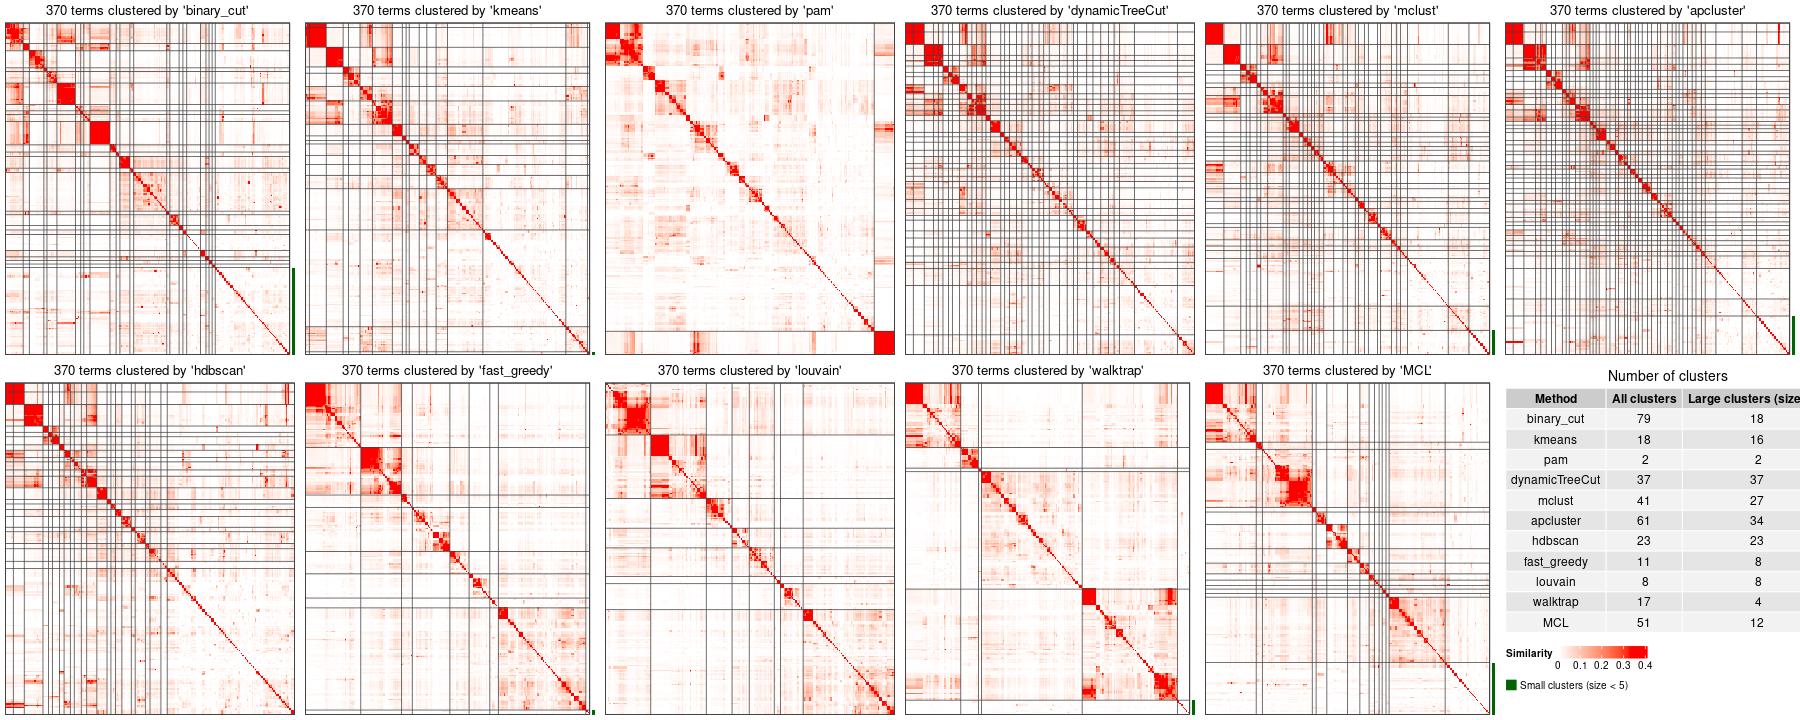 370 terms clustered by 'binary_cut'
370 terms clustered by 'kmeans'
370 terms clustered by 'pam'
370 terms clustered by 'dynamicTreeCut'
370 terms clustered by 'mclust'
370 terms clustered by 'apcluster'
370 terms clustered by 'hdbscan'
370 terms clustered by 'fast_greedy'
370 terms clustered by 'louvain'
370 terms clustered by 'walktrap'
370 terms clustered by 'MCL'
Number of clusters
Method All clusters Large clusters (size
binary_cut 79 18
kmeans 18 16
pam 2 2
dynamicTreeCut 37 37
mclust 41 27
apcluster 61 34
hdbscan 23 23
fast_greedy 11 8
louvain 8 8
walktrap 17 4
MCL 51 12
Similarity
0 0.1 0.2 0.3 0.4
Small clusters (size < 5)